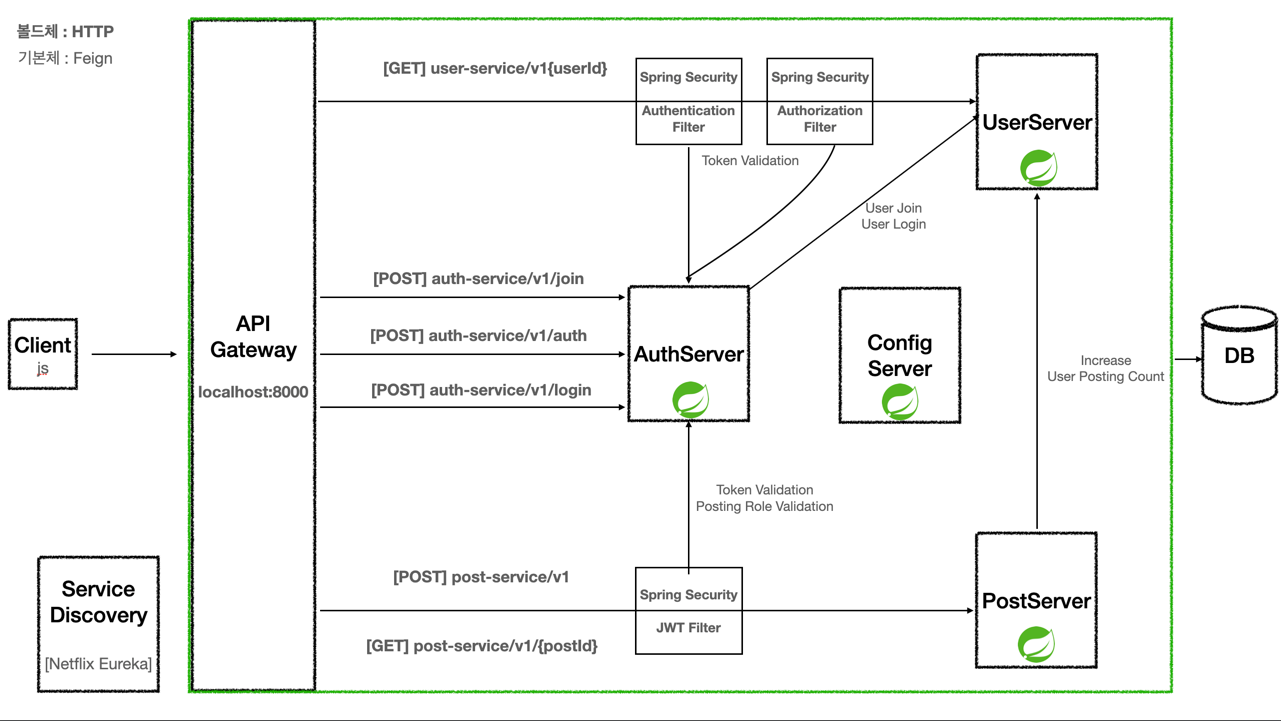 볼드체 : HTTP
기본체 : Feign
[GET] user-service/v1{userId}
Spring Security
Authentication
Filter
Spring Security
Authorization
Filter
UserServer
Token Validation
User Join
User Login
[POST] auth-service/v1/join
[POST] auth-service/v1/auth
[POST] auth-service/v1/login
API
Gateway
localhost:8000
Client
js
AuthServer
Config
Server
Increase
User Posting Count
DB
Token Validation
Posting Role Validation
Service
Discovery
[Netflix Eureka]
[POST] post-service/v1
[GET] post-service/v1/{postId}
Spring Security
JWT Filter
PostServer